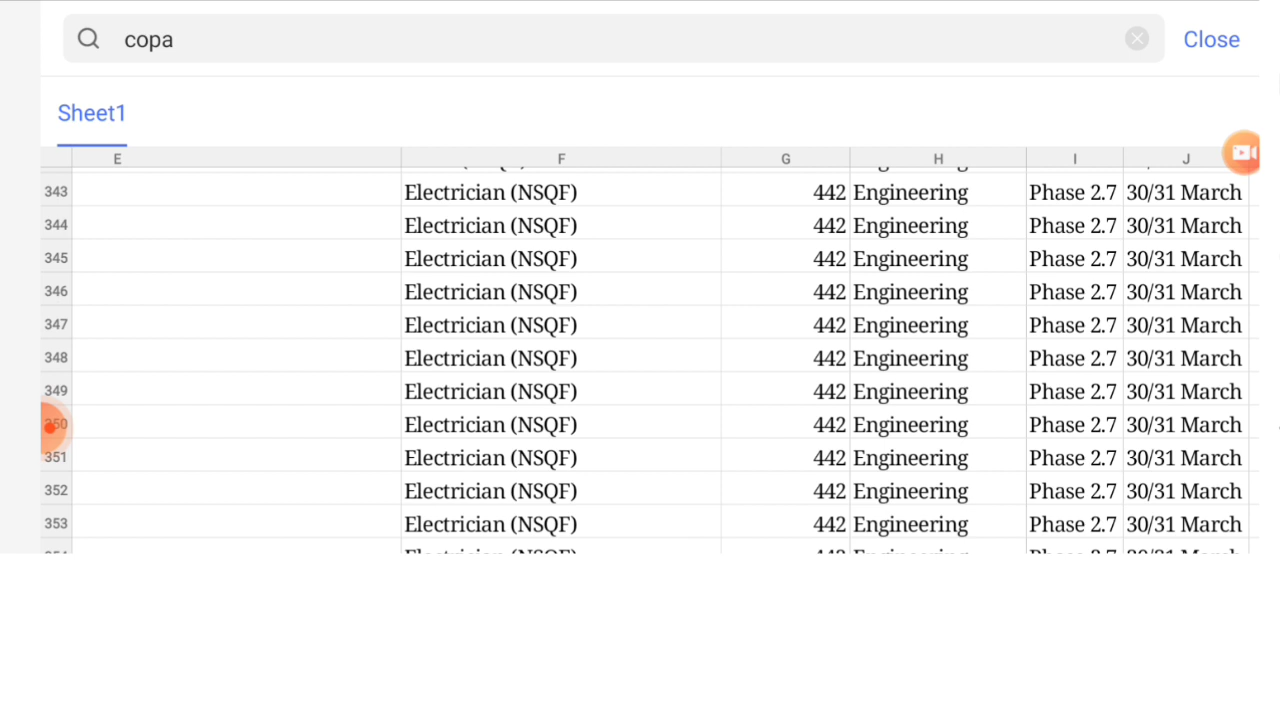 copa
Close
Sheet1
E F G H I J
343 Electrician (NSQF) 442 Engineering Phase 2.7 30/31 March
344 Electrician (NSQF) 442 Engineering Phase 2.7 30/31 March
345 Electrician (NSQF) 442 Engineering Phase 2.7 30/31 March
346 Electrician (NSQF) 442 Engineering Phase 2.7 30/31 March
347 Electrician (NSQF) 442 Engineering Phase 2.7 30/31 March
348 Electrician (NSQF) 442 Engineering Phase 2.7 30/31 March
349 Electrician (NSQF) 442 Engineering Phase 2.7 30/31 March
350 Electrician (NSQF) 442 Engineering Phase 2.7 30/31 March
351 Electrician (NSQF) 442 Engineering Phase 2.7 30/31 March
352 Electrician (NSQF) 442 Engineering Phase 2.7 30/31 March
353 Electrician (NSQF) 442 Engineering Phase 2.7 30/31 March